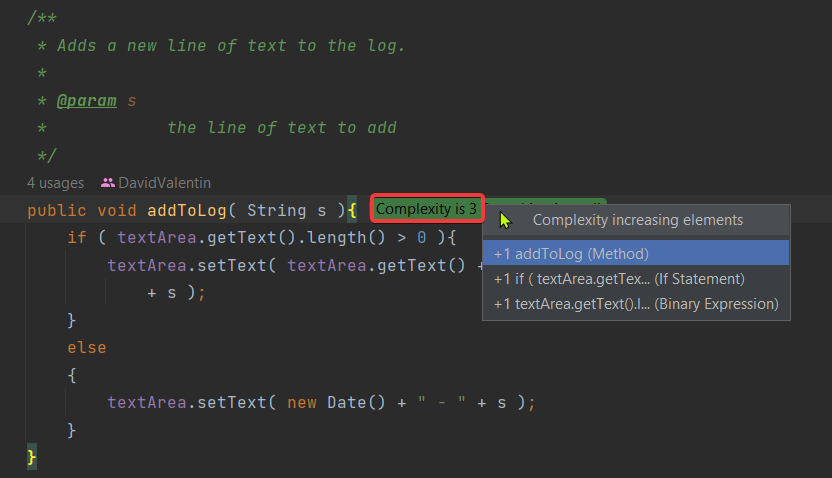 /**
* Adds a new line of text to the log.
*
* @param s
* the line of text to add
*/
4 usages DavidValentin
public void addToLog( String s ){ Complexity is 3
Complexity increasing elements
if ( textArea.getText().length() > 0 ){
+1 addToLog (Method)
textArea.setText( textArea.getText() +
+1 if ( textArea.getTex... (If Statement)
+ s );
+1 textArea.getText().l... (Binary Expression)
}
else
{
textArea.setText( new Date() + " - " + s );
}
}